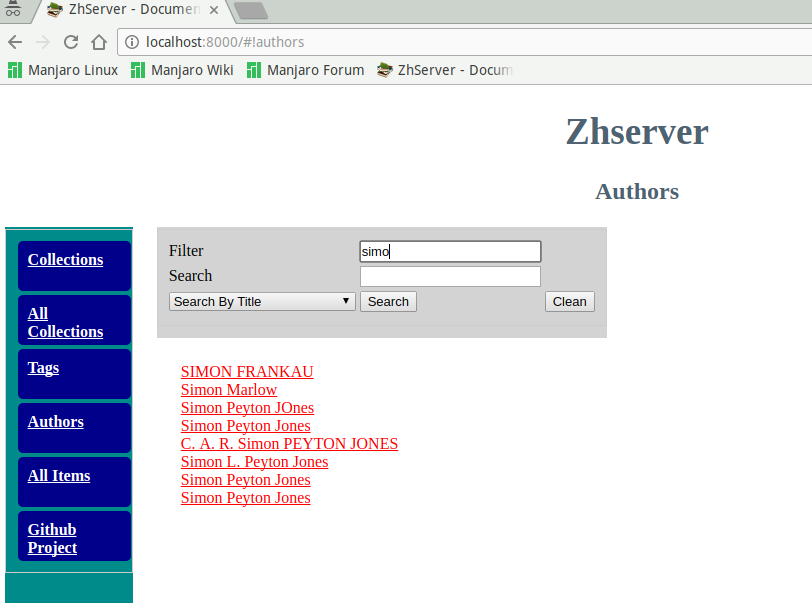 ZhServer - Documen
localhost:8000/#!authors
Manjaro Linux Manjaro Wiki Manjaro Forum ZhServer - Docum
Zhserver
Authors
Collections
All
Collections
Tags
Authors
All Items
Github
Project
Filter simo
Search
Search By Title Search Clean
SIMON FRANKAU
Simon Marlow
Simon Peyton JOnes
Simon Peyton Jones
C. A. R. Simon PEYTON JONES
Simon L. Peyton Jones
Simon Peyton Jones
Simon Peyton Jones